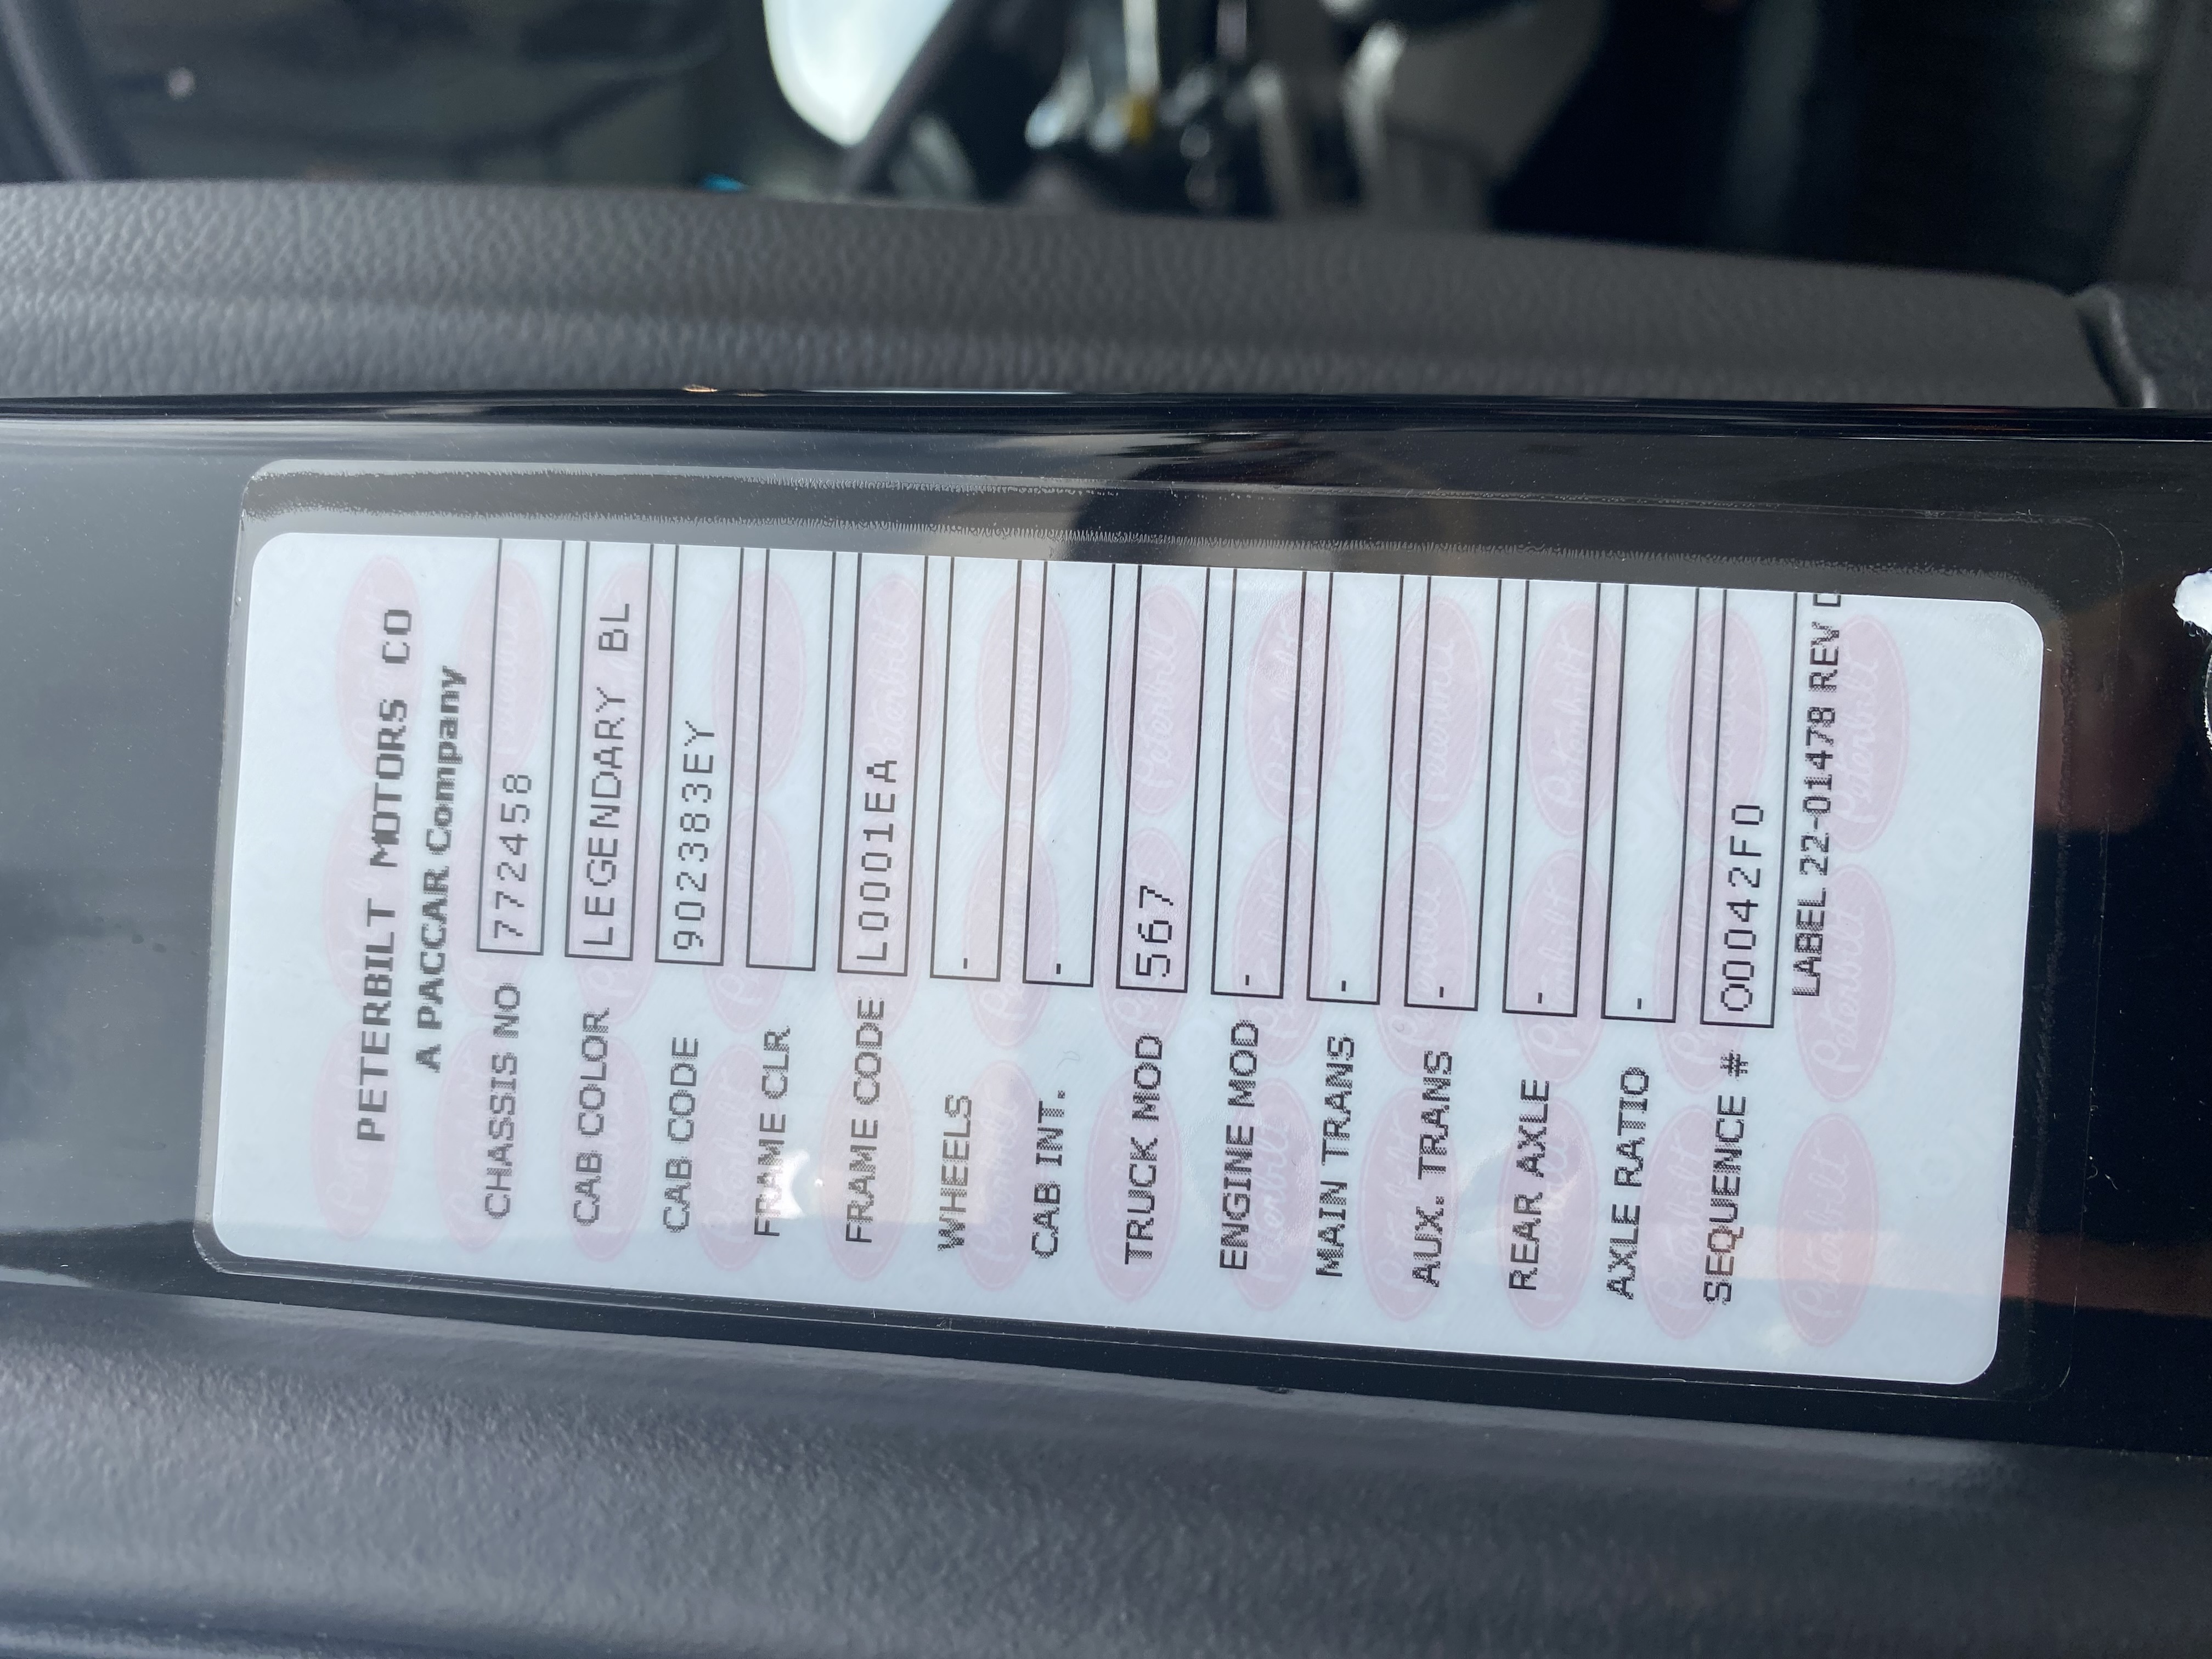 PETERBILT MOTORS CO
A PACCAR Company
CHASSIS NO 772458
CAB COLOR LEGENDARY BL
CAB CODE 902383EY
FRAME CLR
FRAME CODE L0001EA
WHEELS -
CAB INT. -
TRUCK MOD 567
ENGINE MOD -
MAIN TRANS -
AUX. TRANS -
REAR AXLE -
AXLE RATIO -
SEQUENCE # 00042F0
LABEL 22-01478 REV